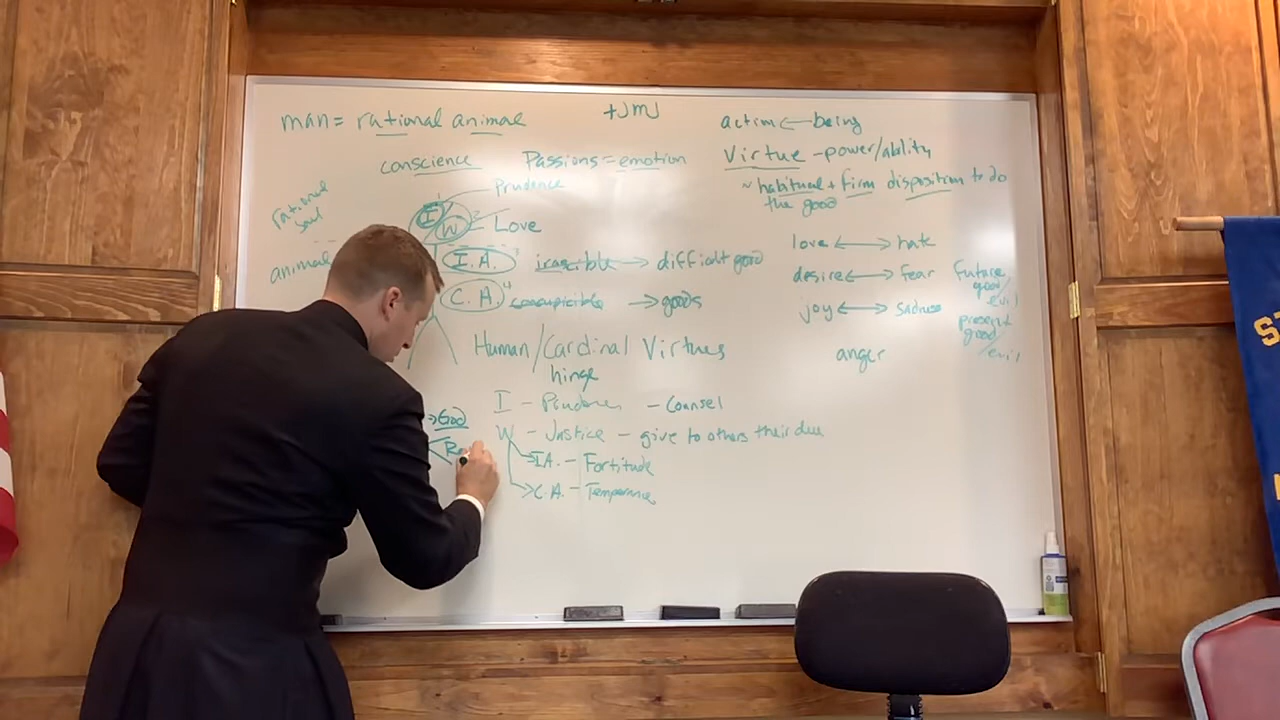 +JMJ
man = rational animal
conscience
Passions = emotion
Prudence
rational soul
I
W
Love
animal
I.A. irascible → difficult good
C.A. concupicible → goods
Human/Cardinal Virtues
hinge
I - Prudence - Counsel
W - Justice - give to others their due
→ I.A. - Fortitude
→ C.A. - Temperance
→ God
action ← being
Virtue - power/ability
~ habitual + firm disposition to do
the good
love ↔ hate
desire ↔ fear future good/evil
joy ↔ sadness present good/evil
anger